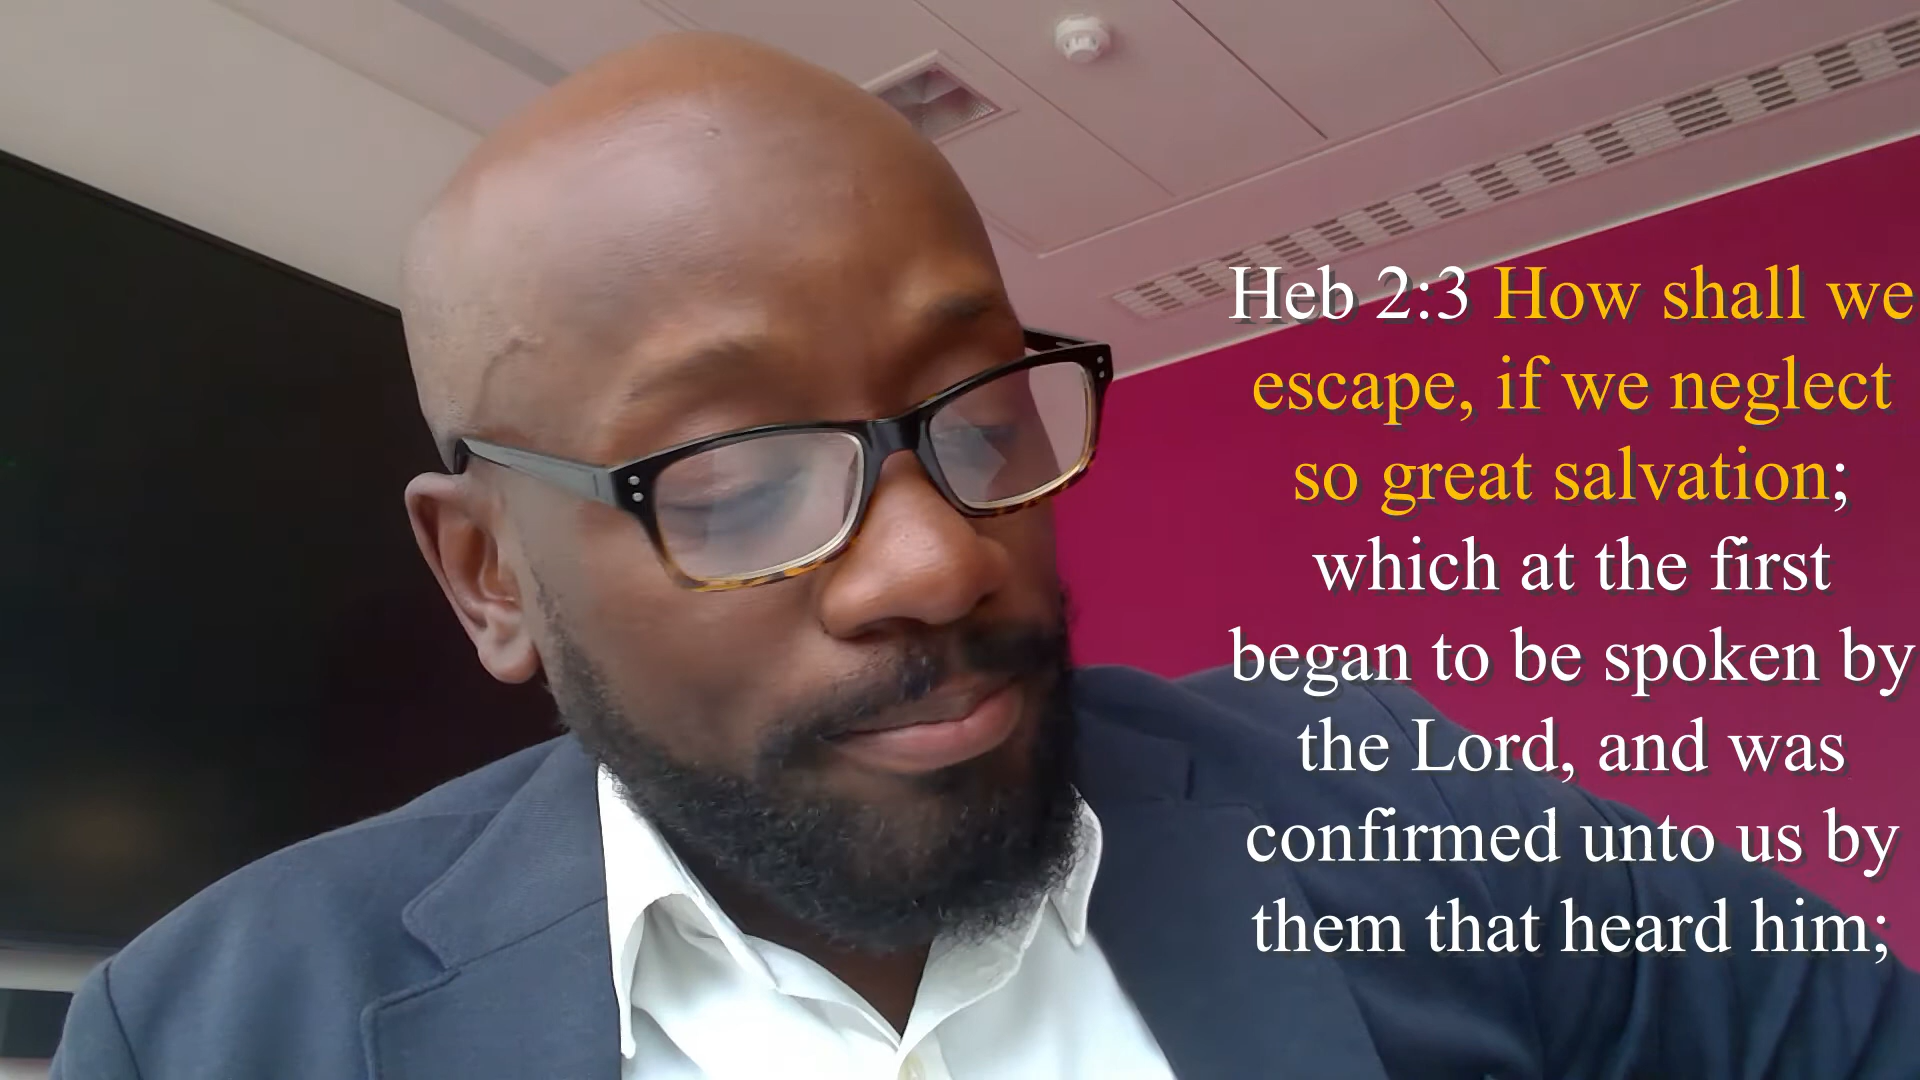 Heb 2:3 How shall we
escape, if we neglect
so great salvation;
which at the first
began to be spoken by
the Lord, and was
confirmed unto us by
them that heard him;